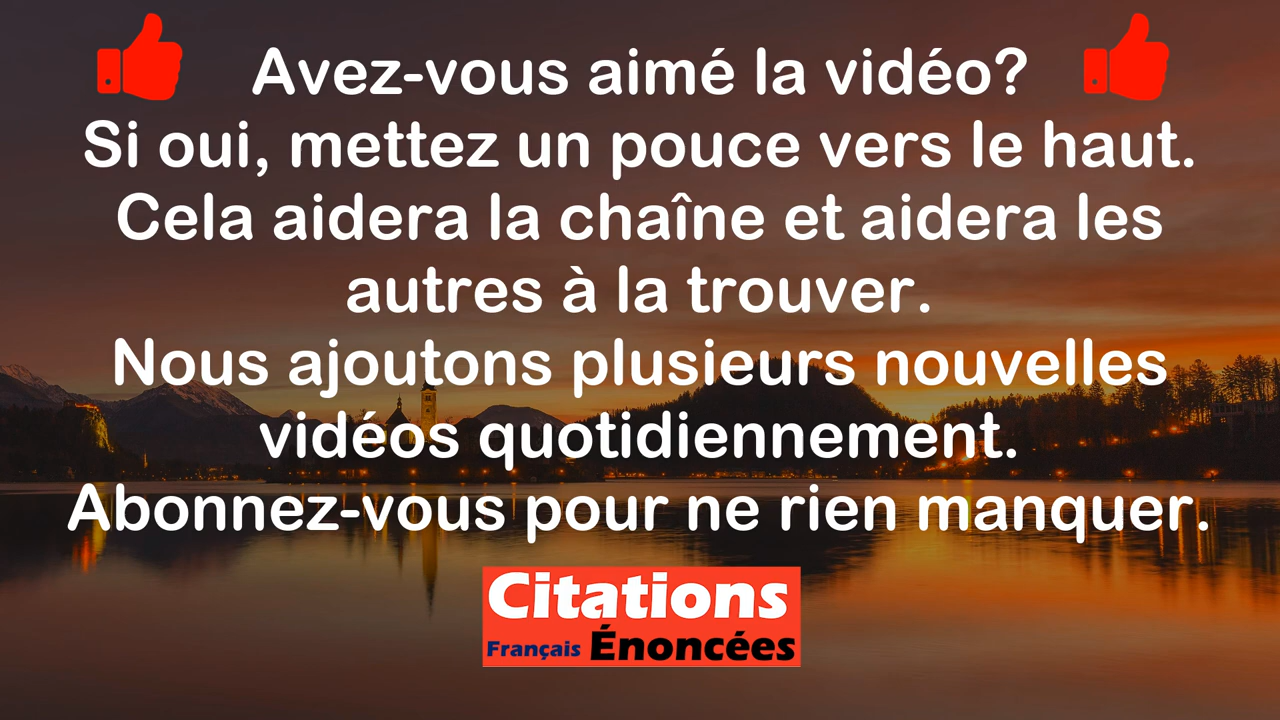 Avez-vous aimé la vidéo?
Si oui, mettez un pouce vers le haut.
Cela aidera la chaîne et aidera les
autres à la trouver.
Nous ajoutons plusieurs nouvelles
vidéos quotidiennement.
Abonnez-vous pour ne rien manquer.
Citations
Français Énoncées